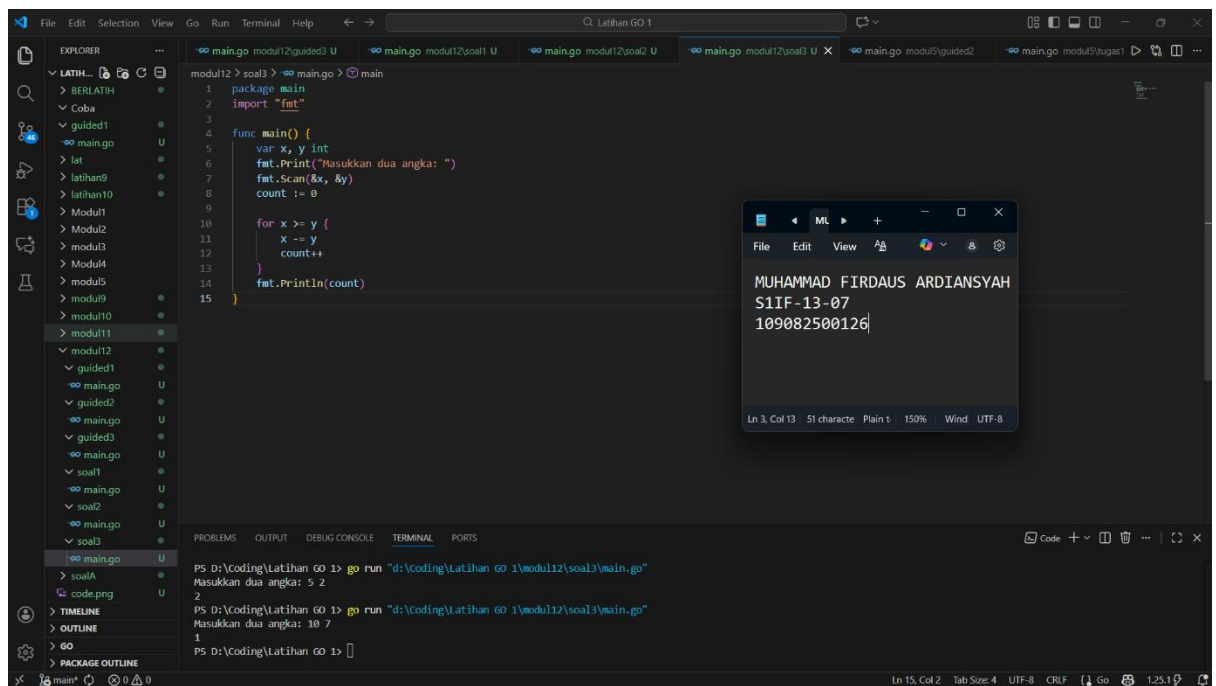 File Edit Selection View Go Run Terminal Help
Latihan GO 1
EXPLORER
main.go modul12\guided3 U
main.go modul12\soal1 U
main.go modul12\soal2 U
main.go modul12\soal3 U
main.go modul5\guided2
main.go modul5\tugas1
LATIH...
BERLATIH
Coba
guided1
main.go U
lat
latihan9
latihan10
Modul1
Modul2
modul3
Modul4
modul5
modul9
modul10
modul11
modul12
guided1
main.go U
guided2
main.go U
guided3
main.go U
soal1
main.go U
soal2
main.go U
soal3
main.go U
soalA
code.png U
TIMELINE
OUTLINE
GO
PACKAGE OUTLINE
46
1
modul12 > soal3 > main.go > main
1 package main
2 import "fmt"
3
4 func main() {
5 var x, y int
6 fmt.Print("Masukkan dua angka: ")
7 fmt.Scan(&x, &y)
8 count := 0
9
10 for x >= y {
11 x -= y
12 count++
13 }
14 fmt.Println(count)
15 }
MU
File Edit View
MUHAMMAD FIRDAUS ARDIANSYAH
S1IF-13-07
109082500126
Ln 3, Col 13 51 characte Plain t 150% Wind UTF-8
PROBLEMS OUTPUT DEBUG CONSOLE TERMINAL PORTS
Code
PS D:\Coding\Latihan GO 1> go run "d:\Coding\Latihan GO 1\modul12\soal3\main.go"
Masukkan dua angka: 5 2
2
PS D:\Coding\Latihan GO 1> go run "d:\Coding\Latihan GO 1\modul12\soal3\main.go"
Masukkan dua angka: 10 7
1
PS D:\Coding\Latihan GO 1>
main* 0 0
Ln 15, Col 2 Tab Size: 4 UTF-8 CRLF {} Go 1.25.1